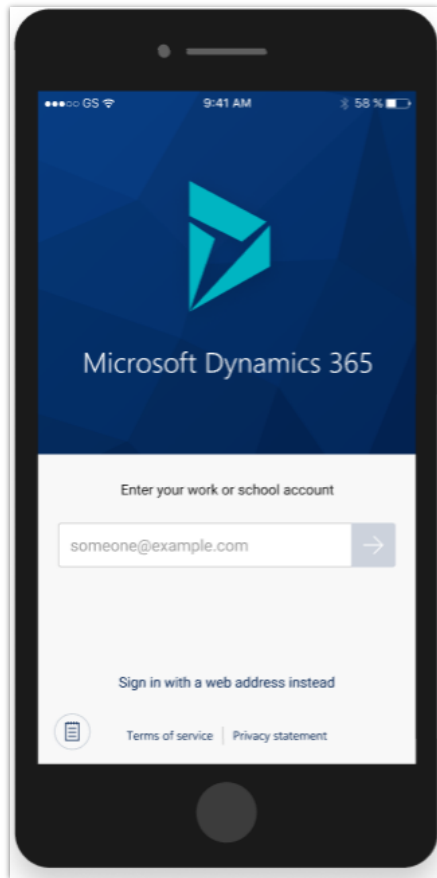 GS
9:41 AM
58 %
Microsoft Dynamics 365
Enter your work or school account
someone@example.com
Sign in with a web address instead
Terms of service
Privacy statement